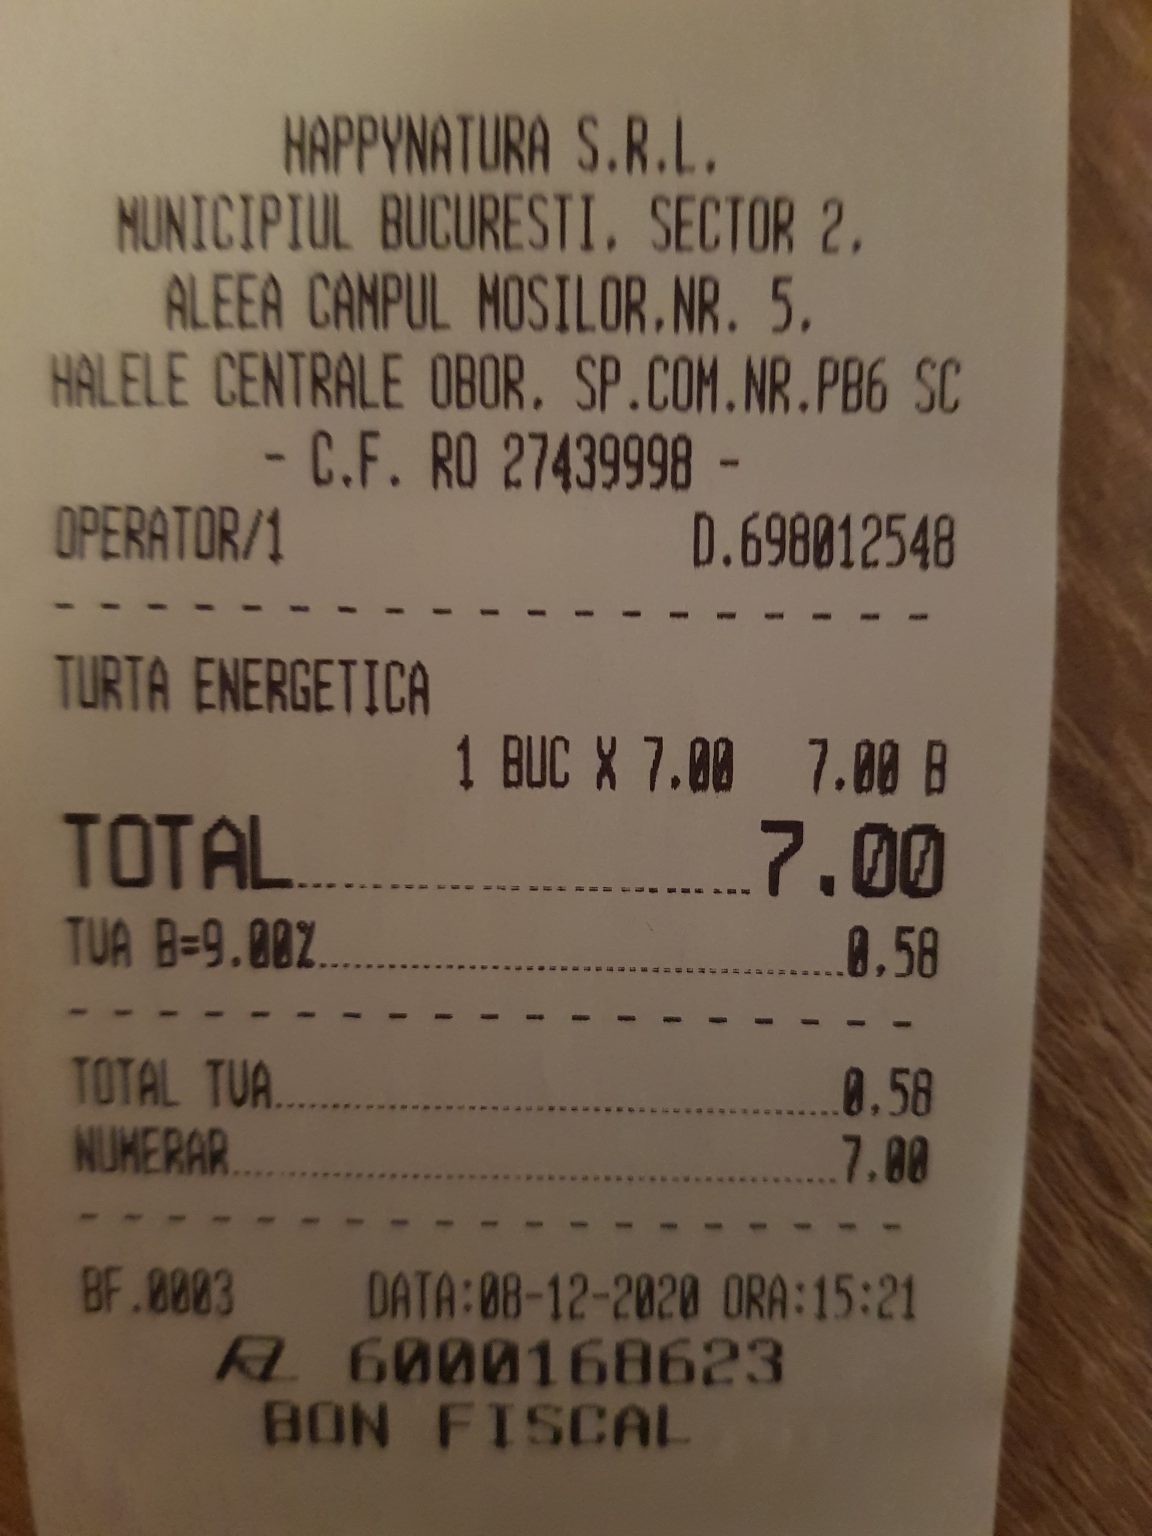 HAPPYNATURA S.R.L.
MUNICIPIUL BUCURESTI, SECTOR 2,
ALEEA CAMPUL MOSILOR,NR. 5,
HALELE CENTRALE OBOR, SP.COM.NR.PB6 SC
- C.F. RO 27439998 -
OPERATOR/1 D.698012548
TURTA ENERGETICA
1 BUC X 7.00 7.00 B
TOTAL 7.00
TVA B=9.00% 0.58
TOTAL TVA 0.58
NUMERAR 7.00
BF.0003 DATA:08-12-2020 ORA:15:21
6000168623
BON FISCAL